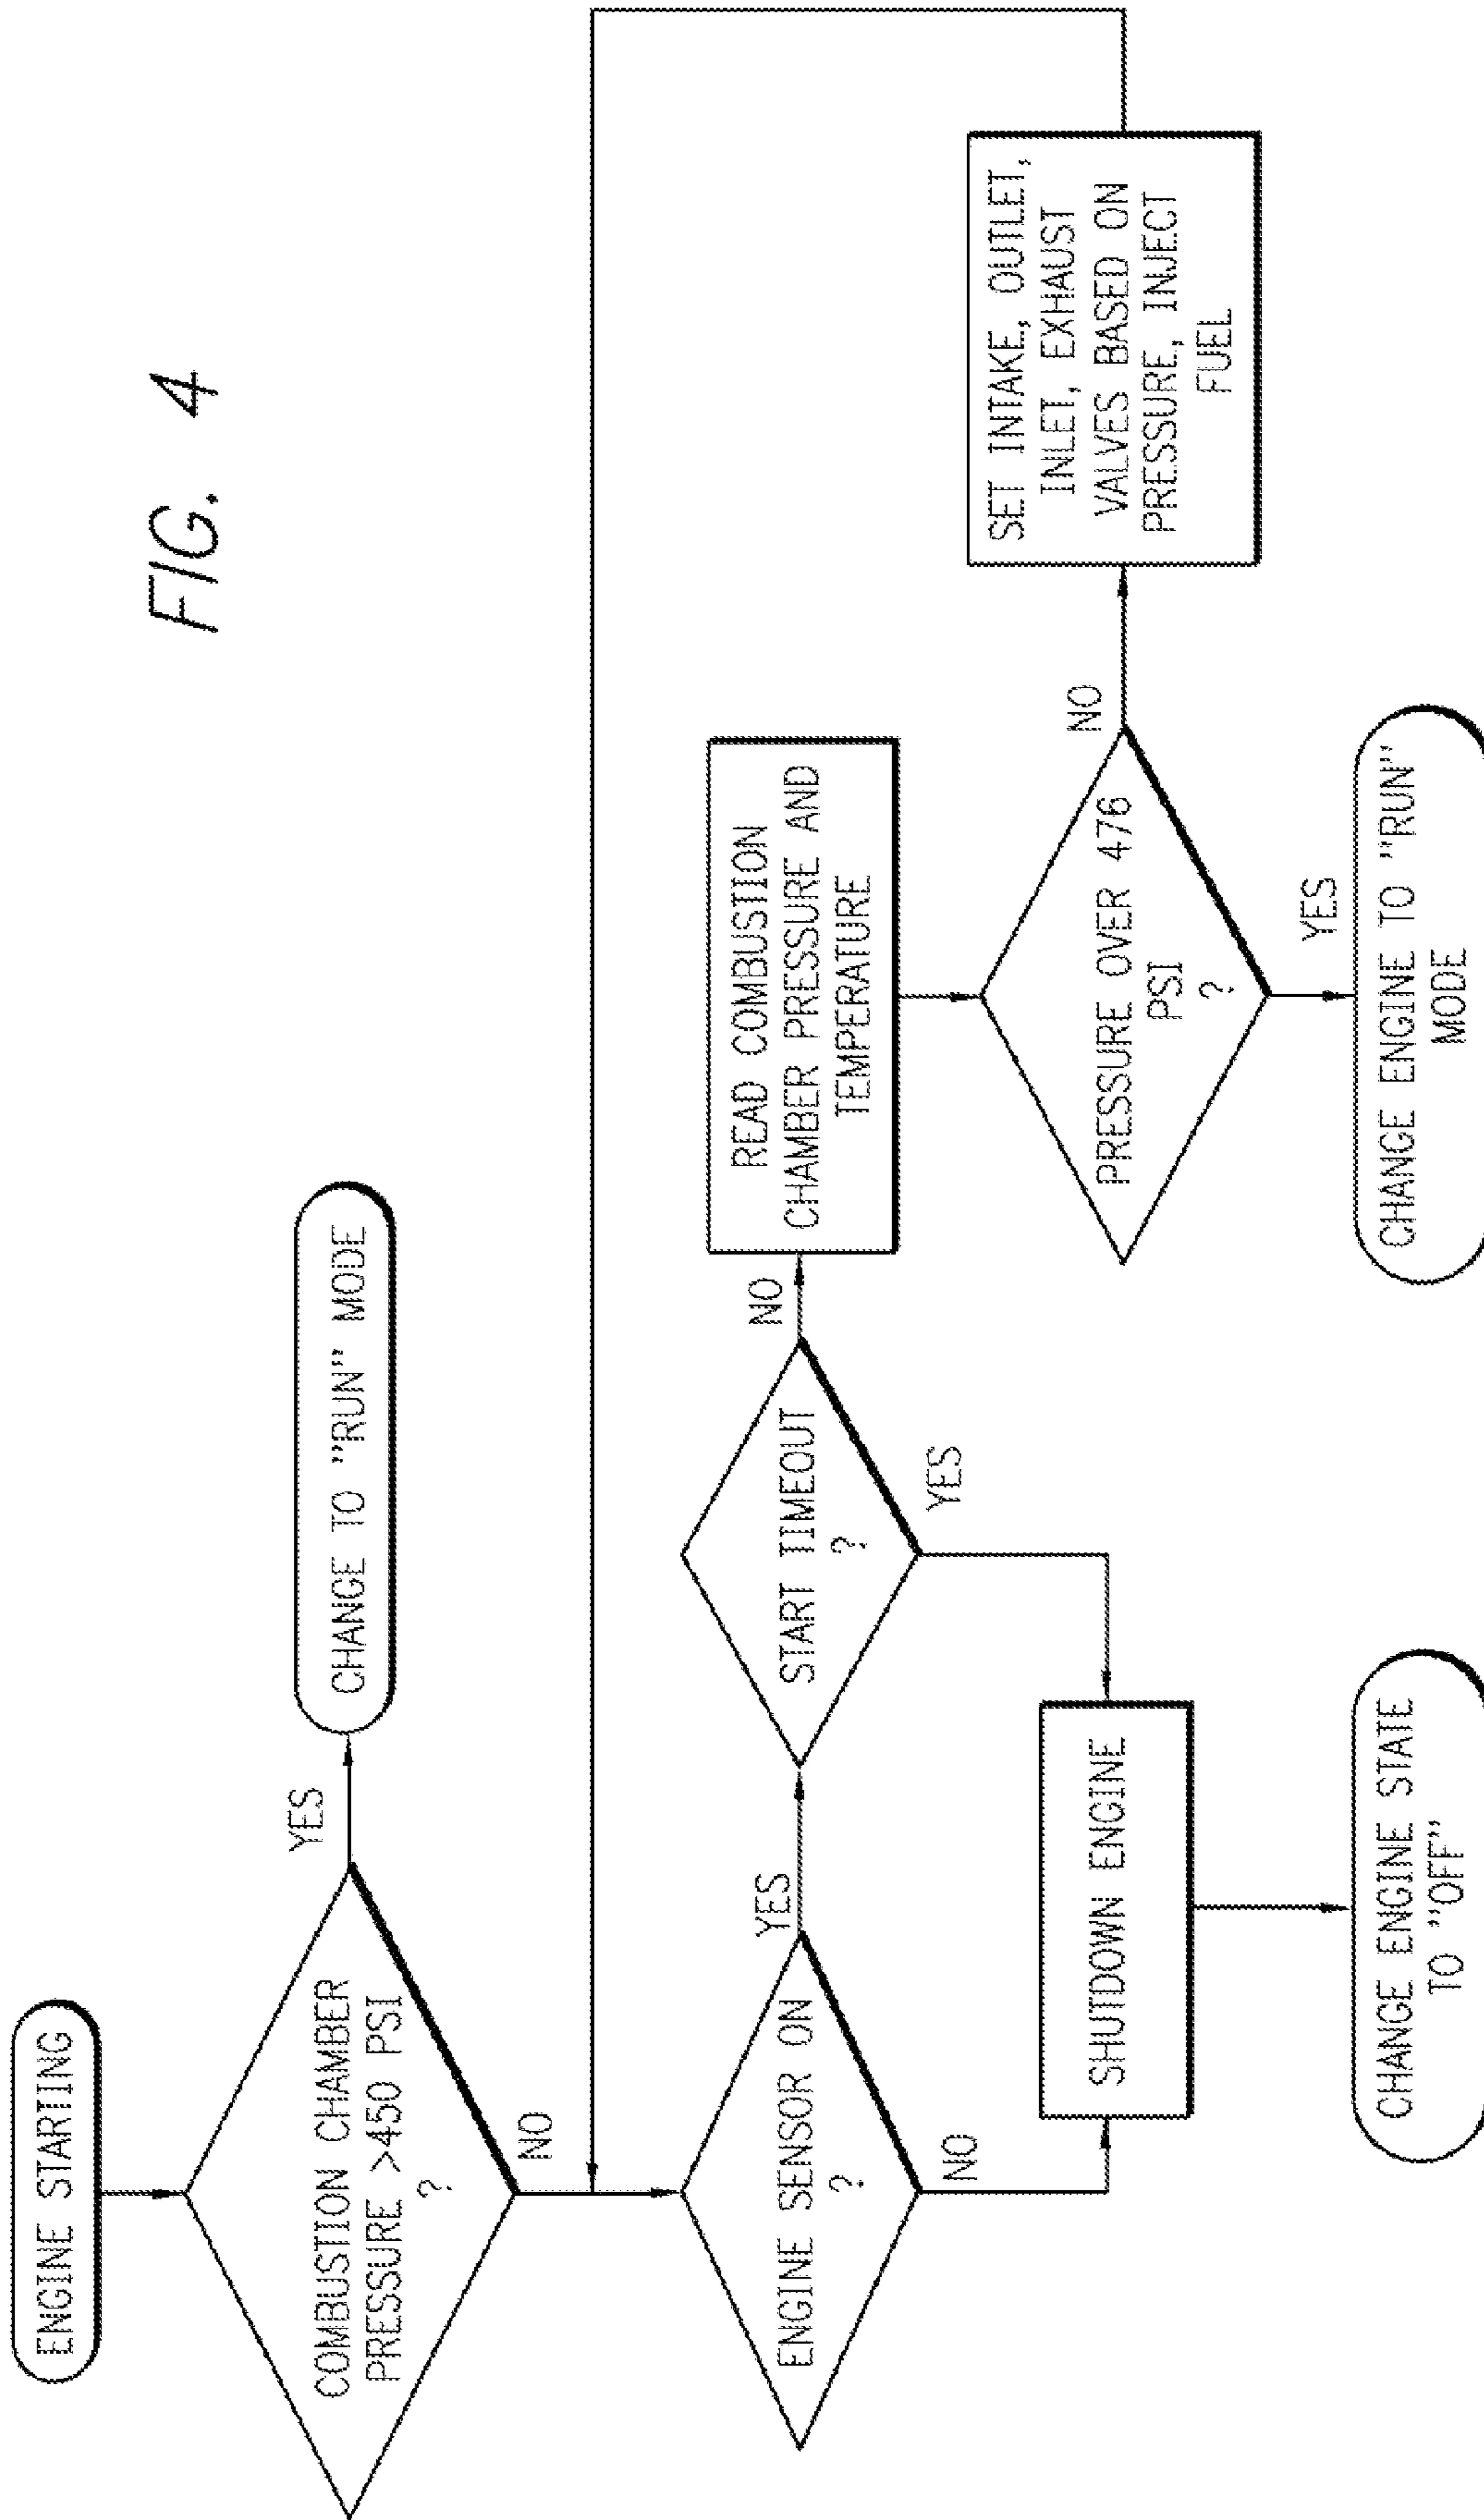 FIG. 4
ENGINE STARTING
COMBUSTION CHAMBER
PRESSURE >450 PSI
?
YES
CHANGE TO "RUN" MODE
NO
ENGINE SENSOR ON
?
YES
START TIMEOUT
?
NO
READ COMBUSTION
CHAMBER PRESSURE AND
TEMPERATURE
NO
YES
SHUTDOWN ENGINE
PRESSURE OVER 476
PSI
?
NO
SET INTAKE, OUTLET,
INLET, EXHAUST
VALVES BASED ON
PRESSURE, INJECT
FUEL
YES
CHANGE ENGINE STATE
TO "OFF"
CHANGE ENGINE TO "RUN"
MODE